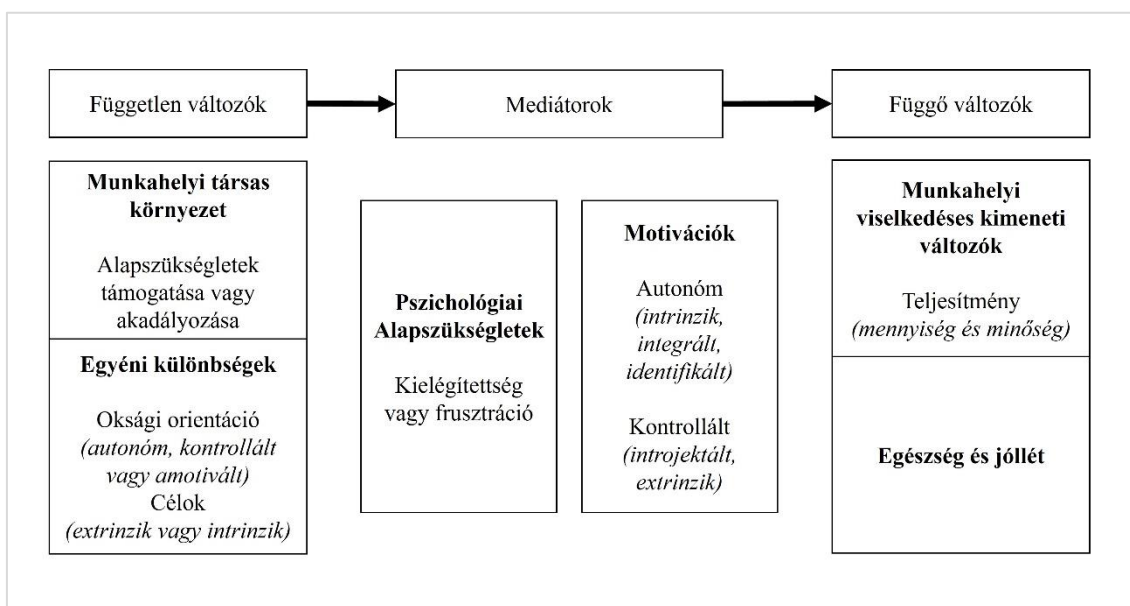 Független változók
Mediátorok
Függő változók
Munkahelyi társas
környezet
Alapszükségletek
támogatása vagy
akadályozása
Egyéni különbségek
Oksági orientáció
(autonóm, kontrollált
vagy amotivált)
Célok
(extrinzik vagy intrinzik)
Pszichológiai
Alapszükségletek
Kielégítettség
vagy frusztráció
Motivációk
Autonóm
(intrinzik,
integrált,
identifikált)
Kontrollált
(introjektált,
extrinzik)
Munkahelyi
viselkedéses kimeneti
változók
Teljesítmény
(mennyiség és minőség)
Egészség és jóllét